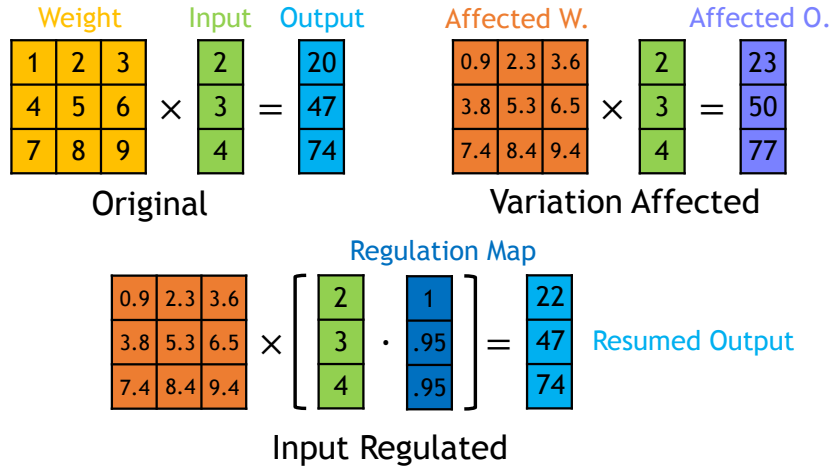 Weight Input Output
1 2 3 2 20
4 5 6 × 3 = 47
7 8 9 4 74
Original
Affected W. Affected O.
0.9 2.3 3.6 2 23
3.8 5.3 6.5 × 3 = 50
7.4 8.4 9.4 4 77
Variation Affected
Regulation Map
0.9 2.3 3.6 2 1 22
3.8 5.3 6.5 × [ 3 · .95 ] = 47 Resumed Output
7.4 8.4 9.4 4 .95 74
Input Regulated